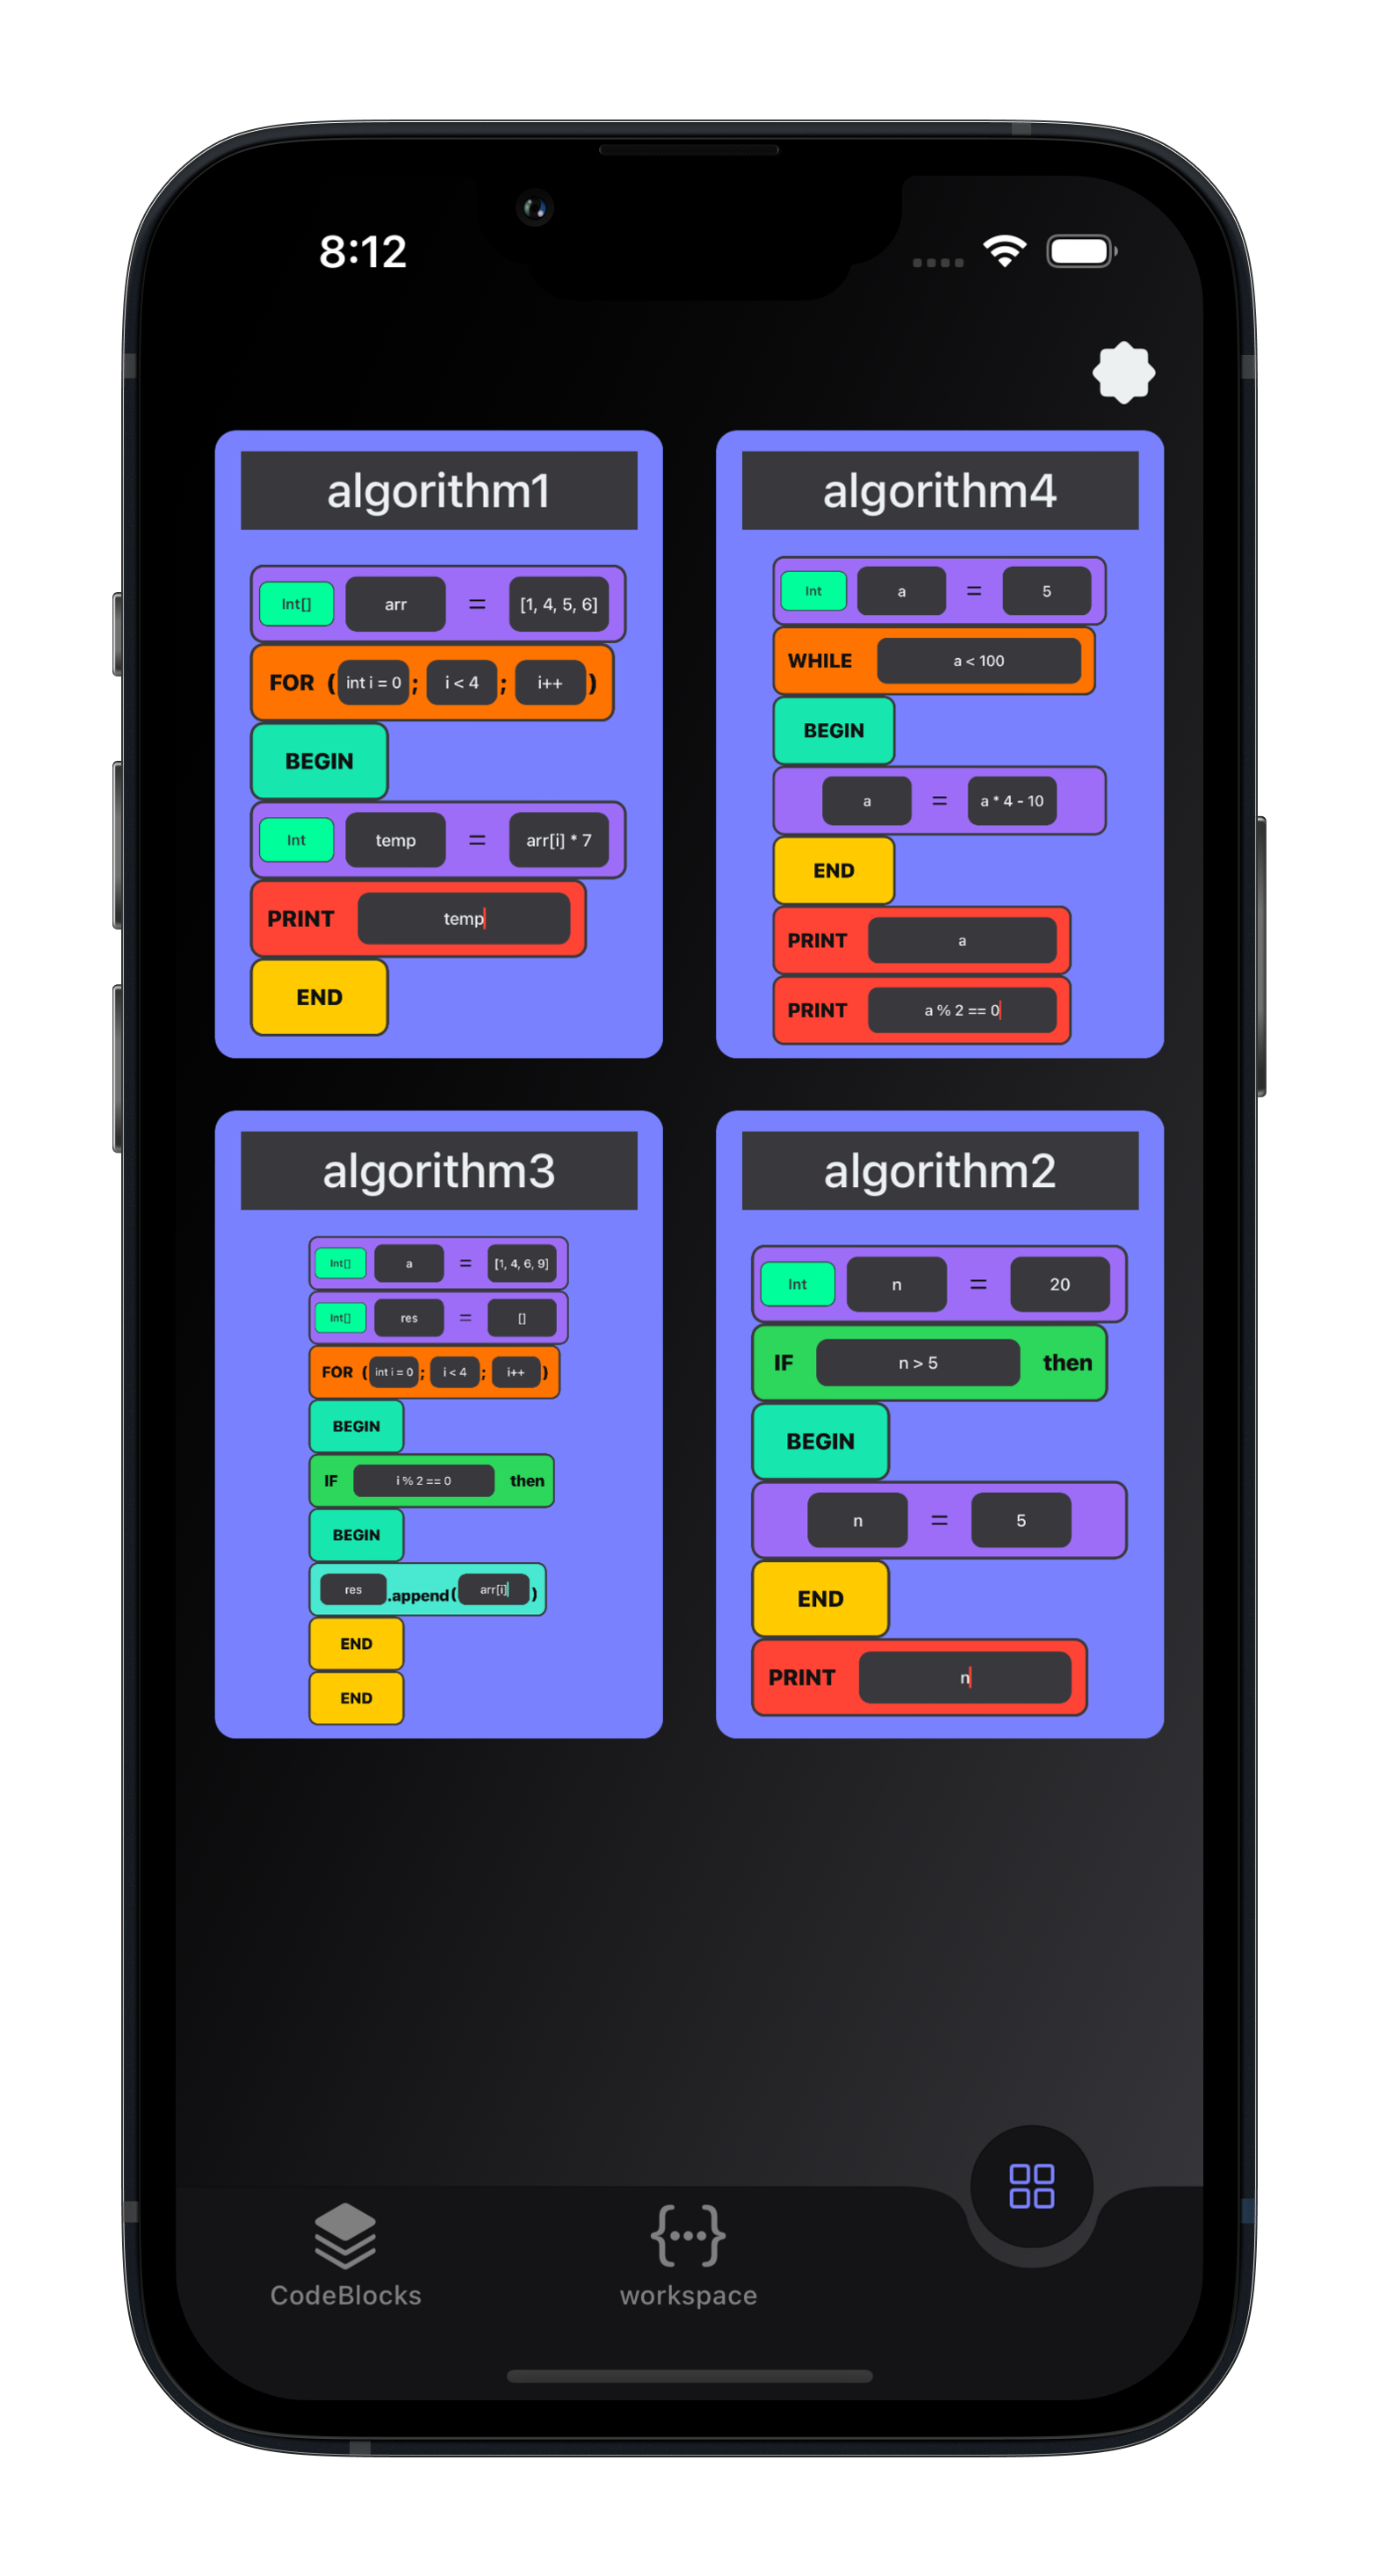 8:12
algorithm1
Int[] arr = [1, 4, 5, 6]
FOR ( int i = 0 ; i < 4 ; i++ )
BEGIN
Int temp = arr[i] * 7
PRINT temp
END
algorithm4
Int a = 5
WHILE a < 100
BEGIN
a = a * 4 - 10
END
PRINT a
PRINT a % 2 == 0
algorithm3
Int[] a = [1, 4, 6, 9]
Int[] res = []
FOR ( int i = 0 ; i < 4 ; i++ )
BEGIN
IF i % 2 == 0 then
BEGIN
res .append( arr[i] )
END
END
algorithm2
Int n = 20
IF n > 5 then
BEGIN
n = 5
END
PRINT n
CodeBlocks
workspace